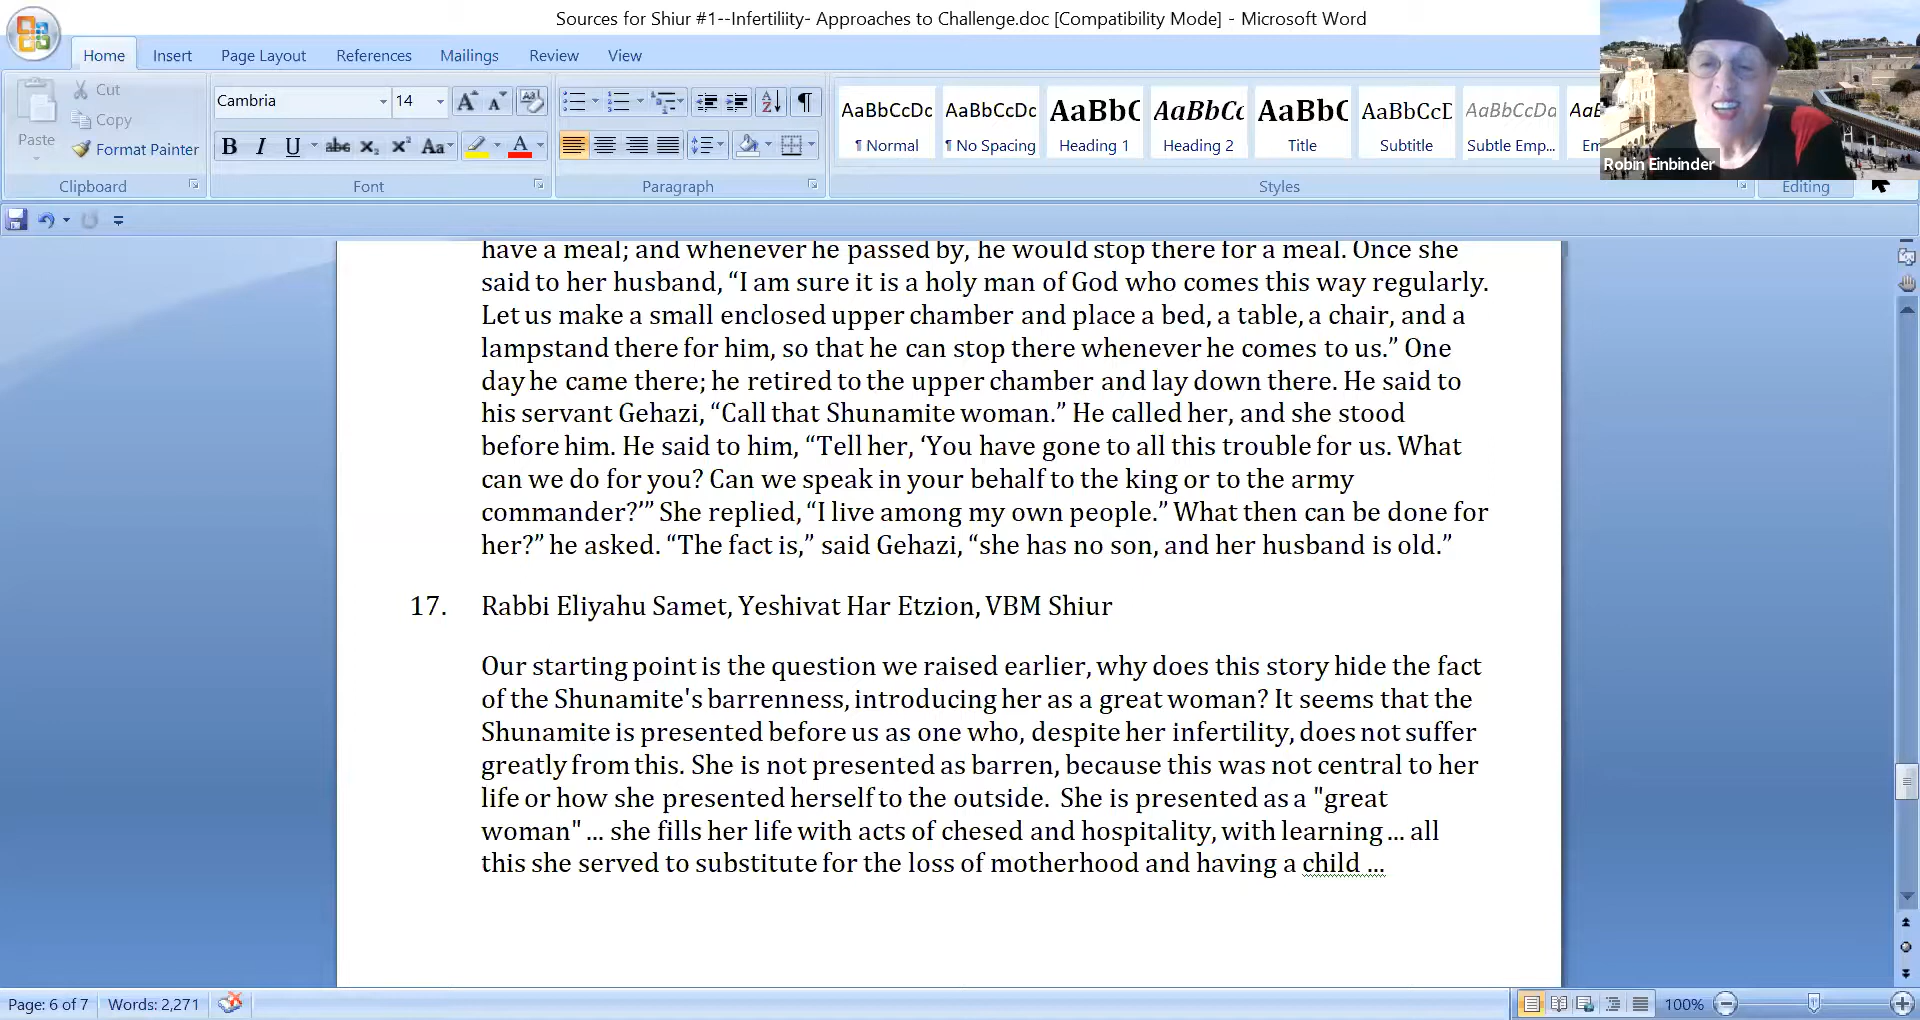 Sources for Shiur #1--Infertiliity- Approaches to Challenge.doc [Compatibility Mode] - Microsoft Word
Home Insert Page Layout References Mailings Review View
Paste
Cut
Copy
Format Painter
Clipboard
Cambria 14
B I U abc X₂ X² Aa A
Font
Paragraph
AaBbCcDc AaBbCcDc AaBbC AaBbCc AaBbC AaBbCcD AaBbCcDa AaB
¶ Normal ¶ No Spacing Heading 1 Heading 2 Title Subtitle Subtle Emp... Em
Styles
Editing
Robin Einbinder
have a meal; and whenever he passed by, he would stop there for a meal. Once she
said to her husband, “I am sure it is a holy man of God who comes this way regularly.
Let us make a small enclosed upper chamber and place a bed, a table, a chair, and a
lampstand there for him, so that he can stop there whenever he comes to us.” One
day he came there; he retired to the upper chamber and lay down there. He said to
his servant Gehazi, “Call that Shunamite woman.” He called her, and she stood
before him. He said to him, “Tell her, ‘You have gone to all this trouble for us. What
can we do for you? Can we speak in your behalf to the king or to the army
commander?’” She replied, “I live among my own people.” What then can be done for
her?” he asked. “The fact is,” said Gehazi, “she has no son, and her husband is old.”
17. Rabbi Eliyahu Samet, Yeshivat Har Etzion, VBM Shiur
Our starting point is the question we raised earlier, why does this story hide the fact
of the Shunamite's barrenness, introducing her as a great woman? It seems that the
Shunamite is presented before us as one who, despite her infertility, does not suffer
greatly from this. She is not presented as barren, because this was not central to her
life or how she presented herself to the outside. She is presented as a "great
woman" ... she fills her life with acts of chesed and hospitality, with learning ... all
this she served to substitute for the loss of motherhood and having a child ...
Page: 6 of 7 Words: 2,271 100%